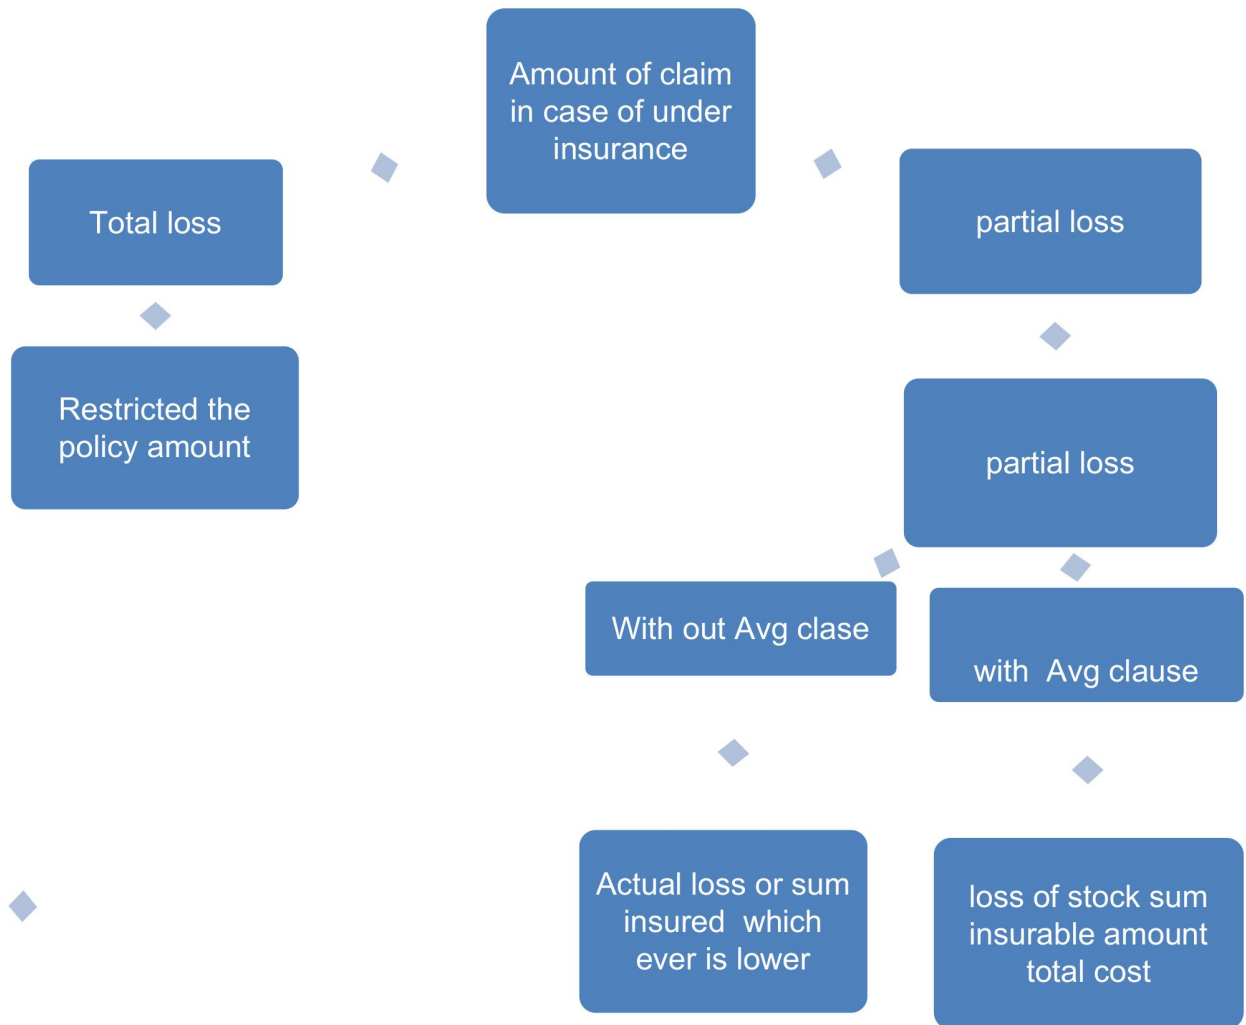 Amount of claim
in case of under
insurance
Total loss
partial loss
Restricted the
policy amount
partial loss
With out Avg clase
with  Avg clause
Actual loss or sum
insured  which
ever is lower
loss of stock sum
insurable amount
total cost